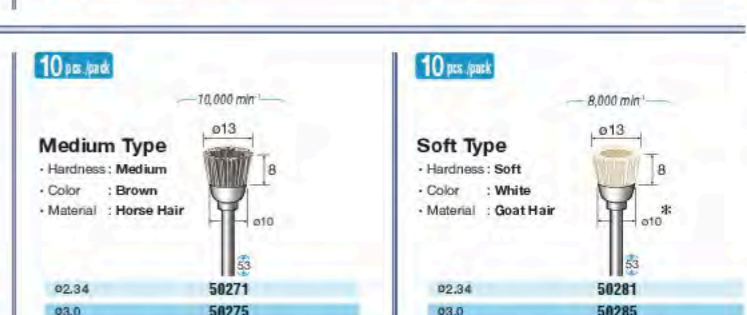 10 pcs./pack
10,000 min⁻¹
ø13
Medium Type
8
· Hardness : Medium
· Color : Brown
· Material : Horse Hair
ø10
53
ø2.34 50271
ø3.0 50275
10 pcs./pack
8,000 min⁻¹
ø13
Soft Type
8
· Hardness : Soft
· Color : White
· Material : Goat Hair
*
ø10
53
ø2.34 50281
ø3.0 50285